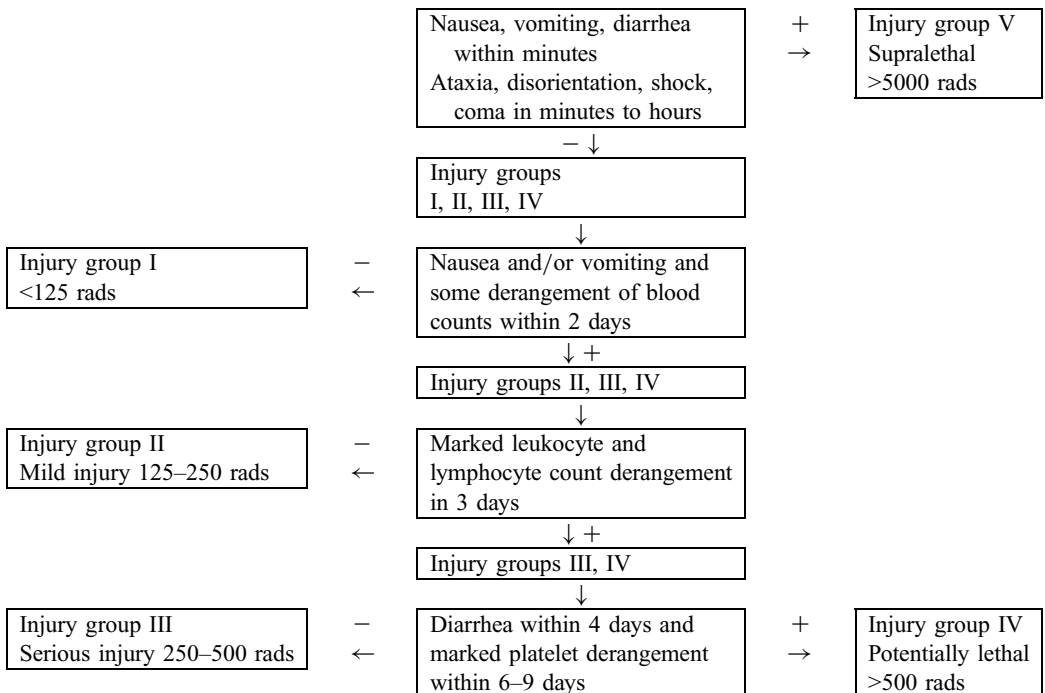 Nausea, vomiting, diarrhea
within minutes
Ataxia, disorientation, shock,
coma in minutes to hours
+
→
Injury group V
Supralethal
>5000 rads
− ↓
Injury groups
I, II, III, IV
↓
Injury group I
<125 rads
−
←
Nausea and/or vomiting and
some derangement of blood
counts within 2 days
↓ +
Injury groups II, III, IV
↓
Injury group II
Mild injury 125–250 rads
−
←
Marked leukocyte and
lymphocyte count derangement
in 3 days
↓ +
Injury groups III, IV
↓
Injury group III
Serious injury 250–500 rads
−
←
Diarrhea within 4 days and
marked platelet derangement
within 6–9 days
+
→
Injury group IV
Potentially lethal
>500 rads